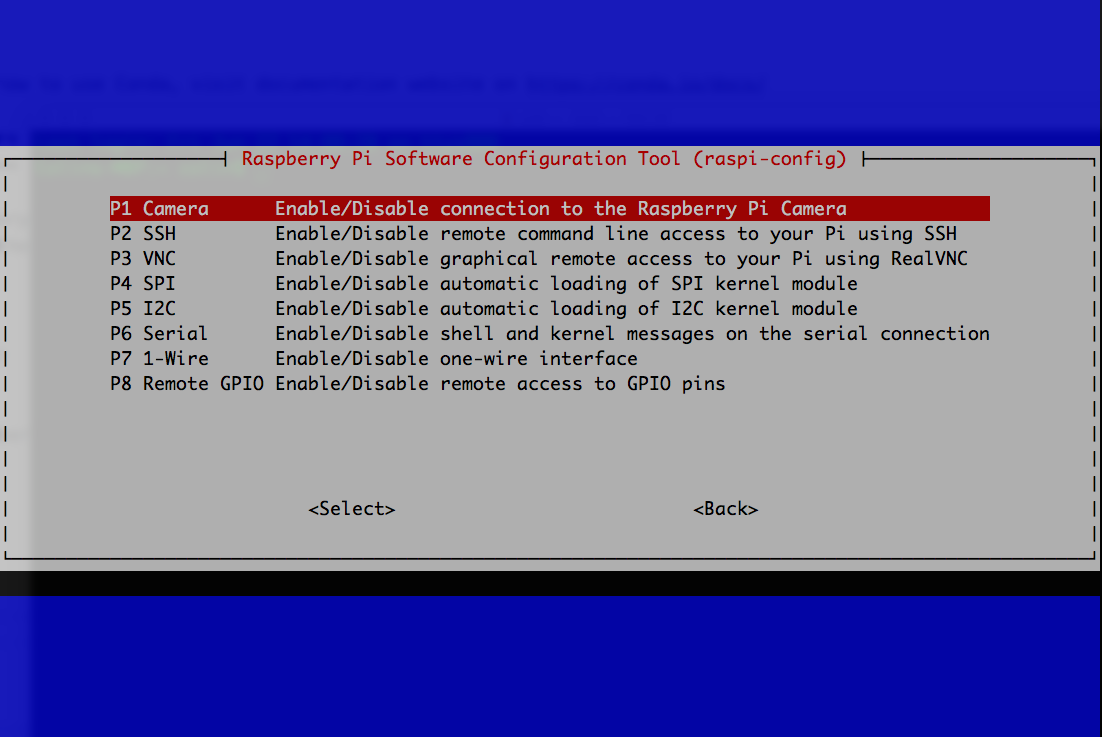 Raspberry Pi Software Configuration Tool (raspi-config)
P1 Camera Enable/Disable connection to the Raspberry Pi Camera
P2 SSH Enable/Disable remote command line access to your Pi using SSH
P3 VNC Enable/Disable graphical remote access to your Pi using RealVNC
P4 SPI Enable/Disable automatic loading of SPI kernel module
P5 I2C Enable/Disable automatic loading of I2C kernel module
P6 Serial Enable/Disable shell and kernel messages on the serial connection
P7 1-Wire Enable/Disable one-wire interface
P8 Remote GPIO Enable/Disable remote access to GPIO pins
<Select> <Back>